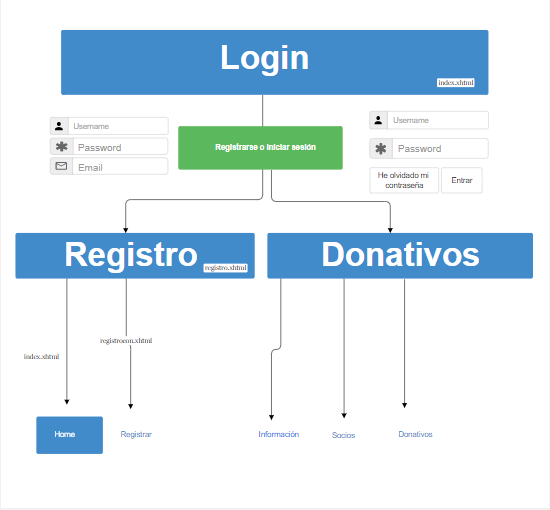 Login
index.xhtml
Username
Password
Email
Registrarse o Iniciar sesión
Username
Password
He olvidado mi
contraseña
Entrar
Registro
registro.xhtml
Donativos
registrocon.xhtml
index.xhtml
Home
Registrar
Información
Socios
Donativos